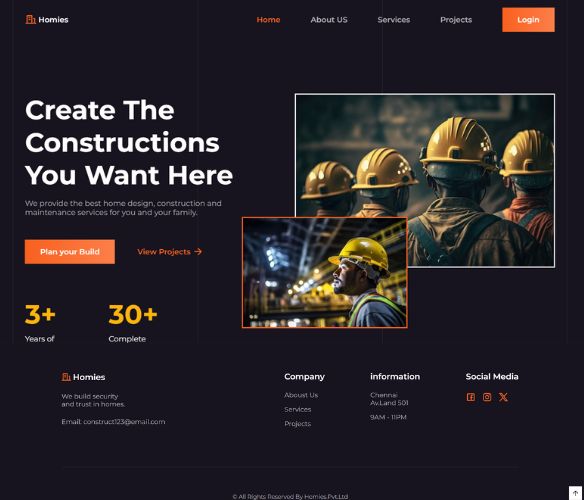 Homies
Home
About US
Services
Projects
Login
Create The
Constructions
You Want Here
We provide the best home design, construction and
maintenance services for you and your family.
Plan your Build
View Projects
3+
30+
Years of
Complete
Homies
We build security
and trust in homes.
Email: construct123@email.com
Company
Aboust Us
Services
Projects
information
Chennai
Av.Land 501
9AM - 11PM
Social Media
© All Rights Reserved By Homies.Pvt.Ltd